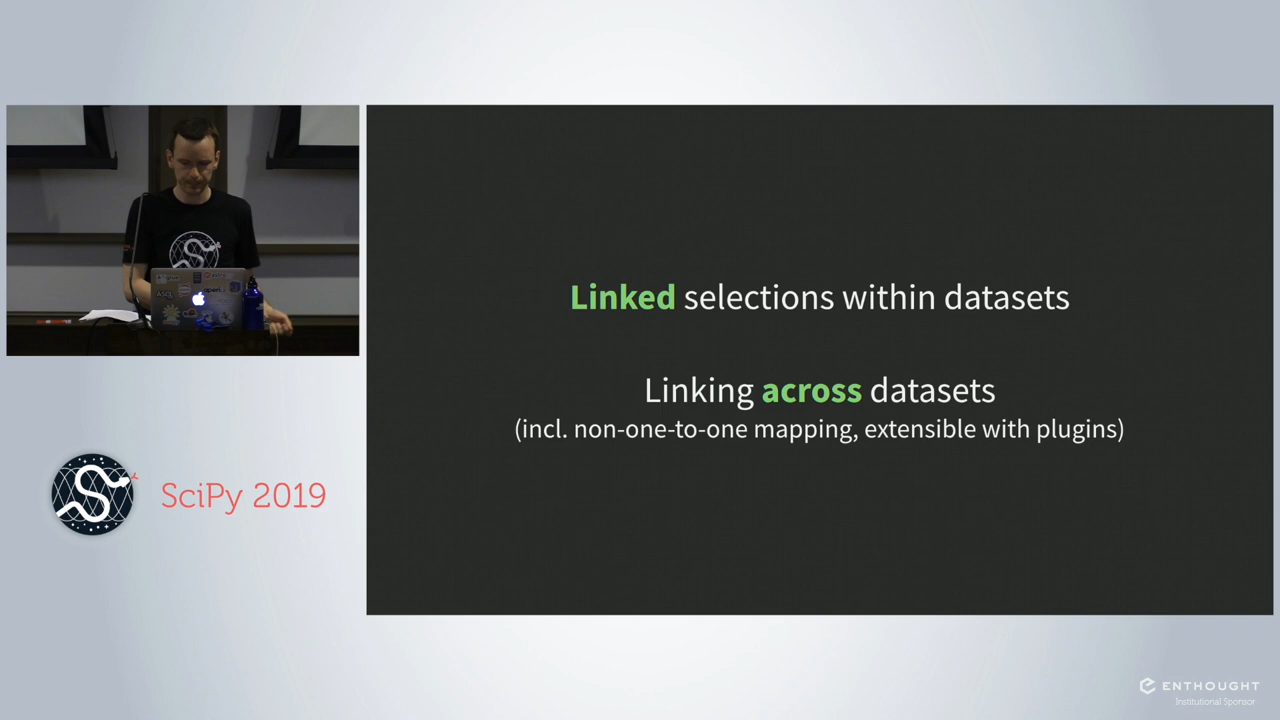 Linked selections within datasets
Linking across datasets
(incl. non-one-to-one mapping, extensible with plugins)
SciPy 2019
ENTHOUGHT
Institutional Sponsor